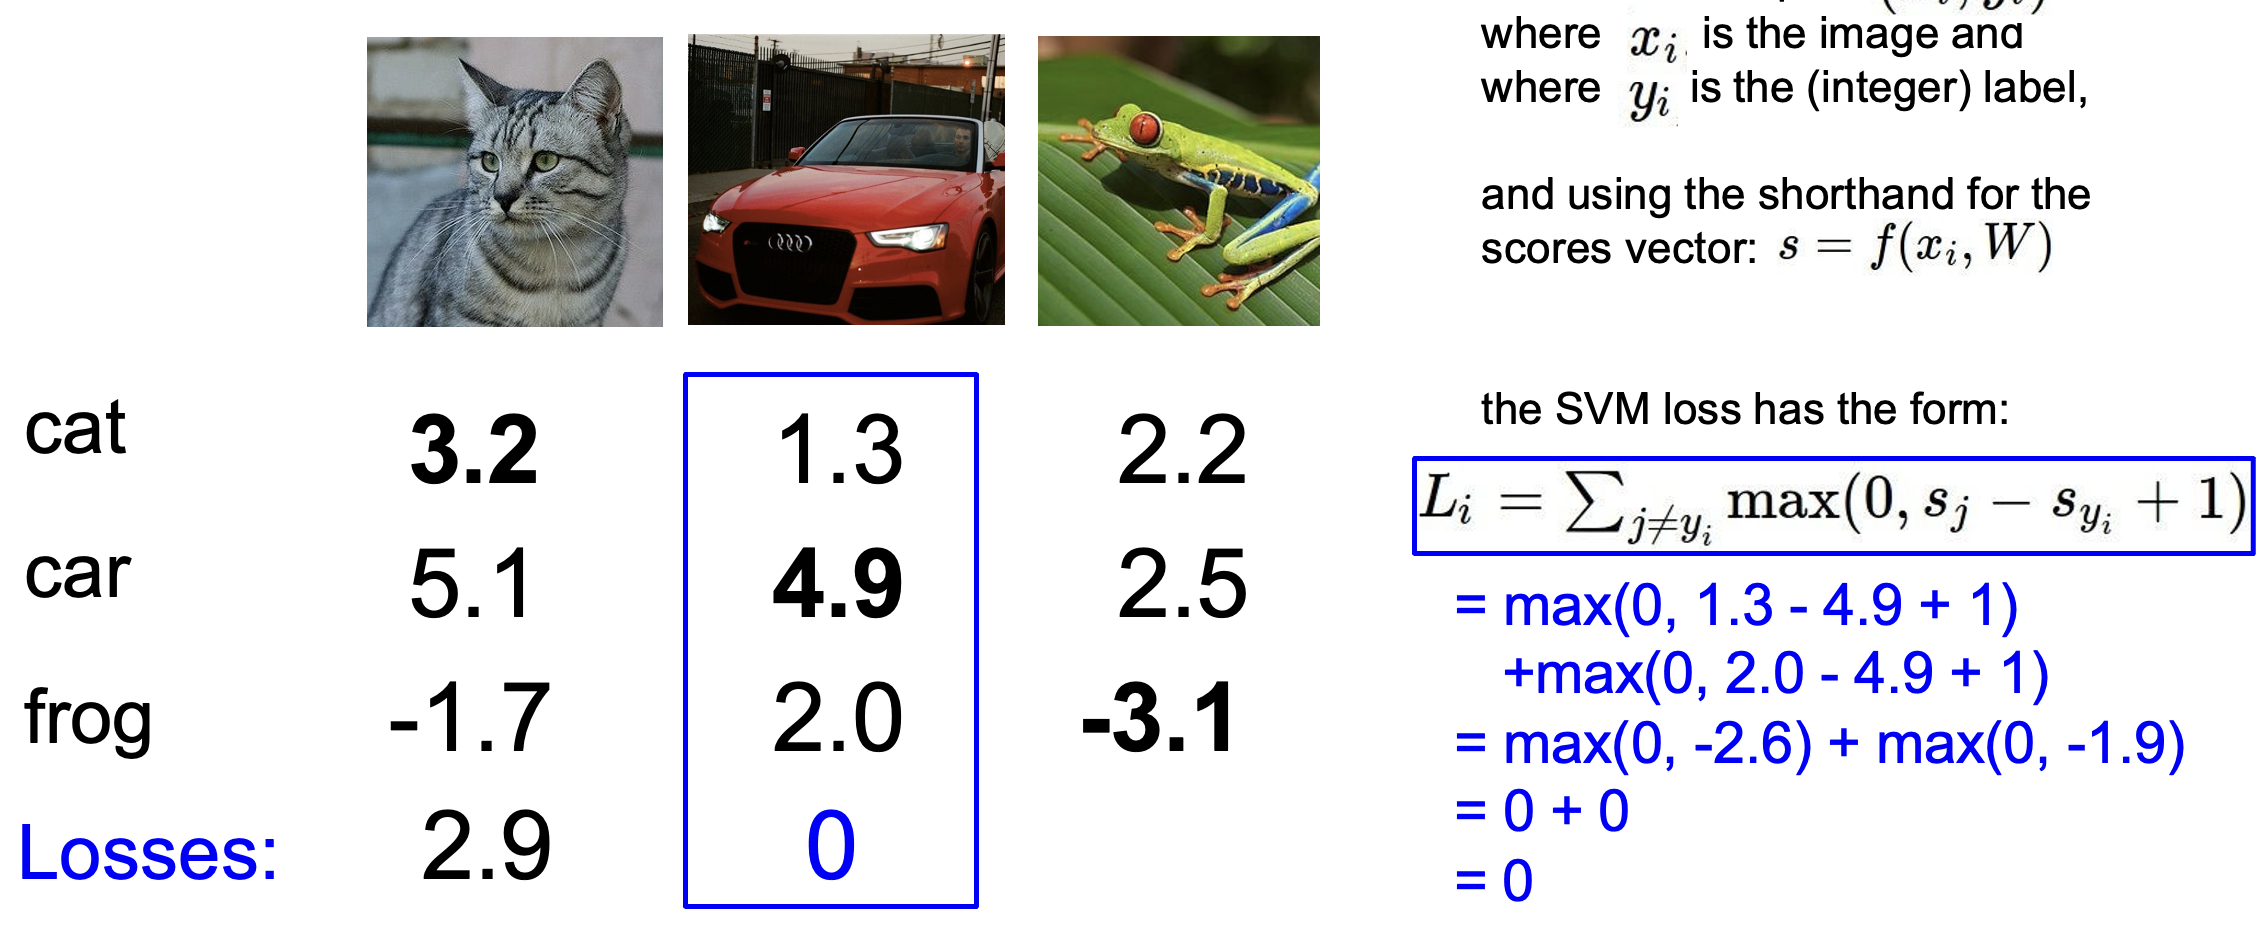 where x_i is the image and
where y_i is the (integer) label,
and using the shorthand for the
scores vector: s = f(x_i, W)
the SVM loss has the form:
L_i = ∑_{j≠y_i} max(0, s_j − s_{y_i} + 1)
= max(0, 1.3 - 4.9 + 1)
+max(0, 2.0 - 4.9 + 1)
= max(0, -2.6) + max(0, -1.9)
= 0 + 0
= 0
cat 3.2 1.3 2.2
car 5.1 4.9 2.5
frog -1.7 2.0 -3.1
Losses: 2.9 0